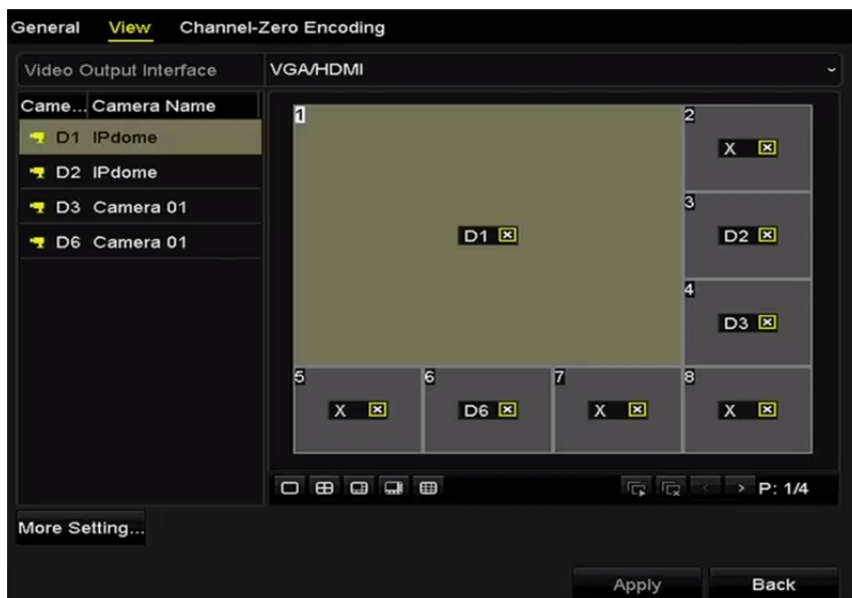 General View Channel-Zero Encoding
Video Output Interface VGA/HDMI
Came... Camera Name
D1 IPdome
D2 IPdome
D3 Camera 01
D6 Camera 01
1
D1
2
X
3
D2
4
D3
5
X
6
D6
7
X
8
X
P: 1/4
More Setting...
Apply Back